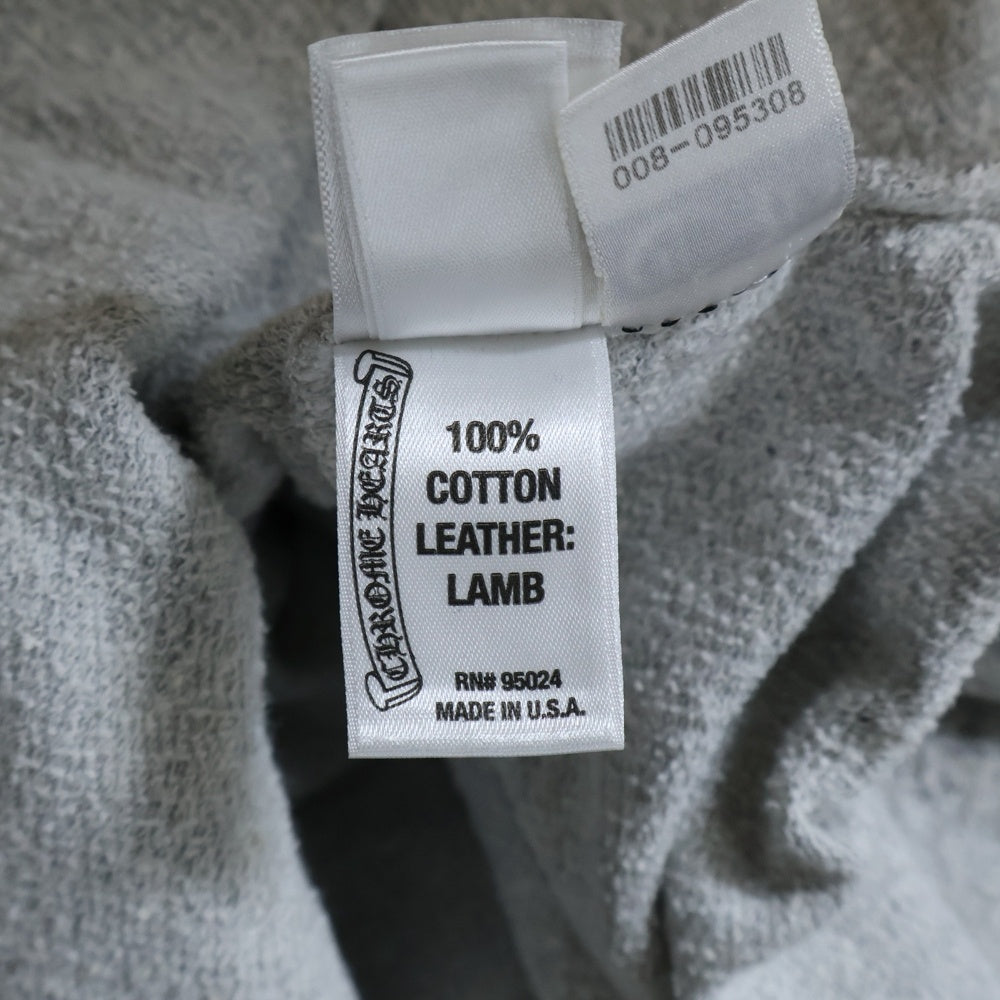 008-095308
CHROME HEARTS
100%
COTTON
LEATHER:
LAMB
RN# 95024
MADE IN U.S.A.